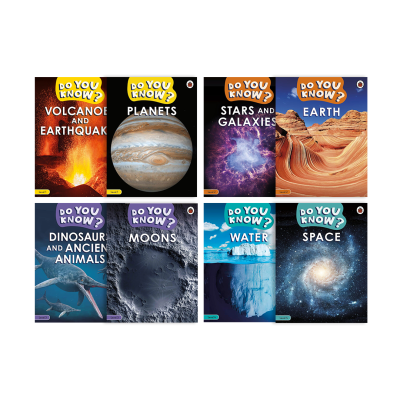 DO YOU KNOW?
VOLCANOE
AND
EARTHQUAK
DO YOU KNOW?
PLANETS
DO YOU KNOW?
STARS AND
GALAXIES
DO YOU KNOW?
EARTH
DO YOU KNOW?
DINOSAUR
AND ANCIEN
ANIMALS
DO YOU KNOW?
MOONS
DO YOU KNOW?
WATER
DO YOU KNOW?
SPACE